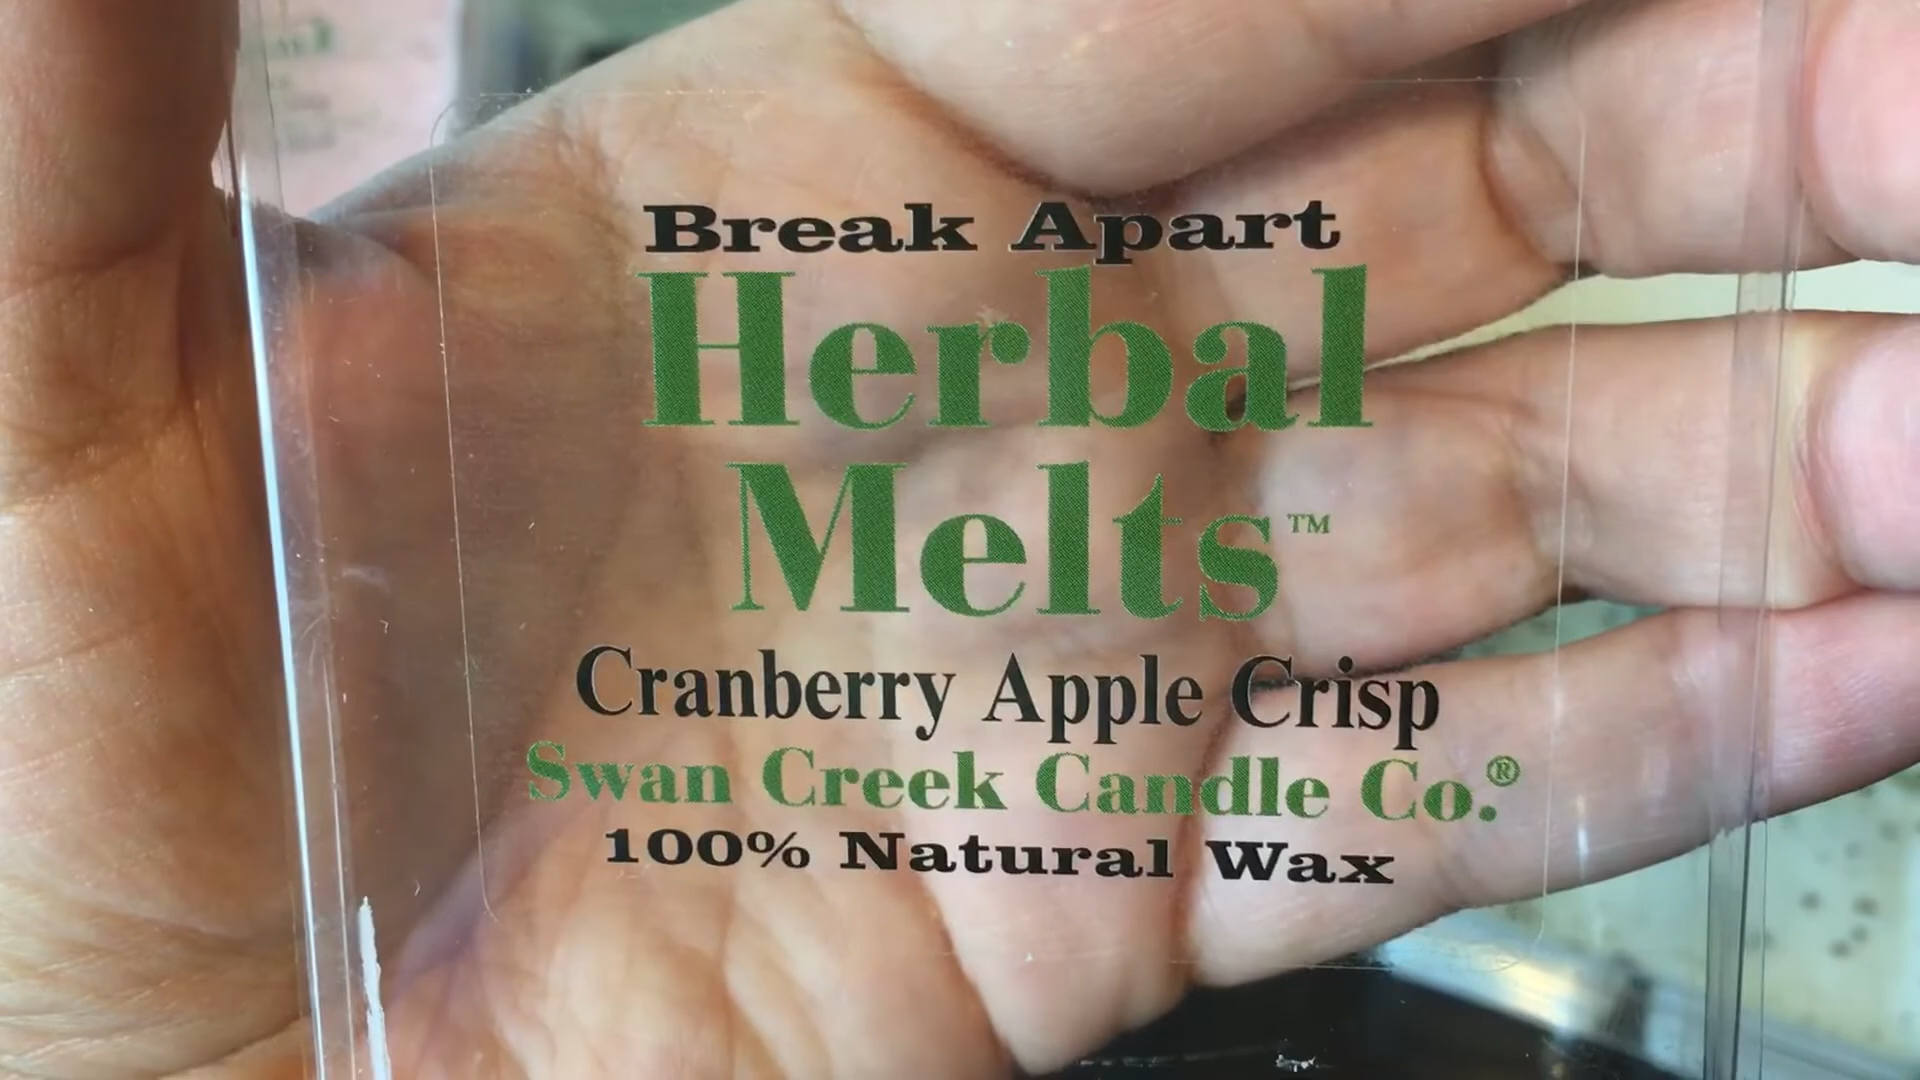 Break Apart
Herbal
Melts™
Cranberry Apple Crisp
Swan Creek Candle Co.®
100% Natural Wax